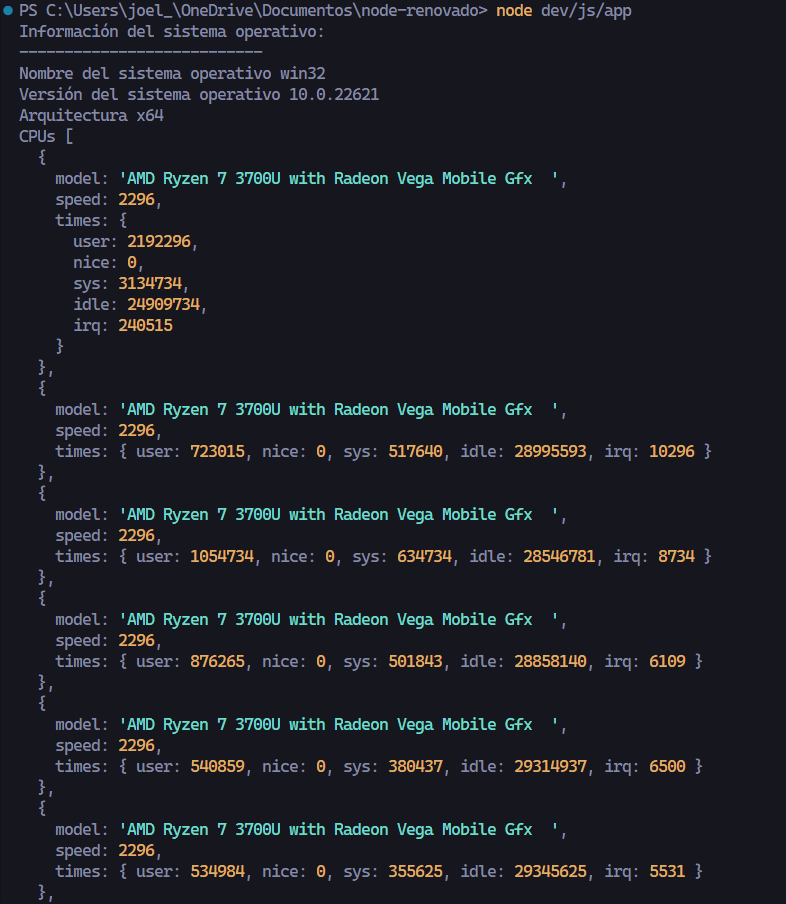 PS C:\Users\joel_\OneDrive\Documentos\node-renovado> node dev/js/app
Información del sistema operativo:
---------------------------
Nombre del sistema operativo win32
Versión del sistema operativo 10.0.22621
Arquitectura x64
CPUs [
  {
    model: 'AMD Ryzen 7 3700U with Radeon Vega Mobile Gfx  ',
    speed: 2296,
    times: {
      user: 2192296,
      nice: 0,
      sys: 3134734,
      idle: 24909734,
      irq: 240515
    }
  },
  {
    model: 'AMD Ryzen 7 3700U with Radeon Vega Mobile Gfx  ',
    speed: 2296,
    times: { user: 723015, nice: 0, sys: 517640, idle: 28995593, irq: 10296 }
  },
  {
    model: 'AMD Ryzen 7 3700U with Radeon Vega Mobile Gfx  ',
    speed: 2296,
    times: { user: 1054734, nice: 0, sys: 634734, idle: 28546781, irq: 8734 }
  },
  {
    model: 'AMD Ryzen 7 3700U with Radeon Vega Mobile Gfx  ',
    speed: 2296,
    times: { user: 876265, nice: 0, sys: 501843, idle: 28858140, irq: 6109 }
  },
  {
    model: 'AMD Ryzen 7 3700U with Radeon Vega Mobile Gfx  ',
    speed: 2296,
    times: { user: 540859, nice: 0, sys: 380437, idle: 29314937, irq: 6500 }
  },
  {
    model: 'AMD Ryzen 7 3700U with Radeon Vega Mobile Gfx  ',
    speed: 2296,
    times: { user: 534984, nice: 0, sys: 355625, idle: 29345625, irq: 5531 }
  },